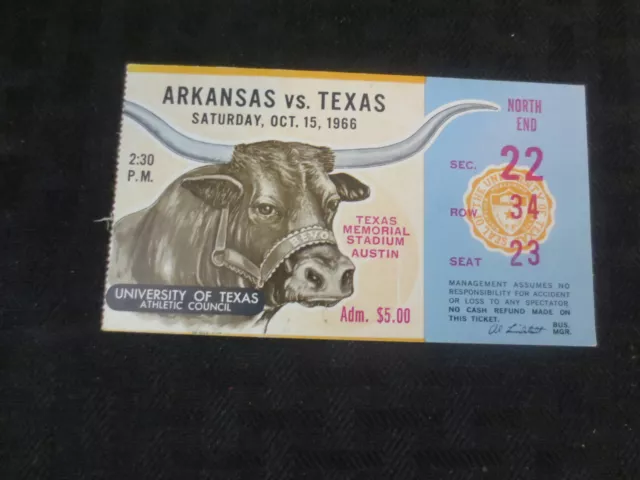 ARKANSAS VS. TEXAS
SATURDAY, OCT. 15, 1966
2:30
P.M.
BEVO
TEXAS
MEMORIAL
STADIUM
AUSTIN
UNIVERSITY OF TEXAS
ATHLETIC COUNCIL
Adm. $5.00
NORTH
END
SEC. 22
ROW 34
SEAT 23
MANAGEMENT ASSUMES NO
RESPONSIBILITY FOR ACCIDENT
OR LOSS TO ANY SPECTATOR.
NO CASH REFUND MADE ON
THIS TICKET.
BUS.
MGR.